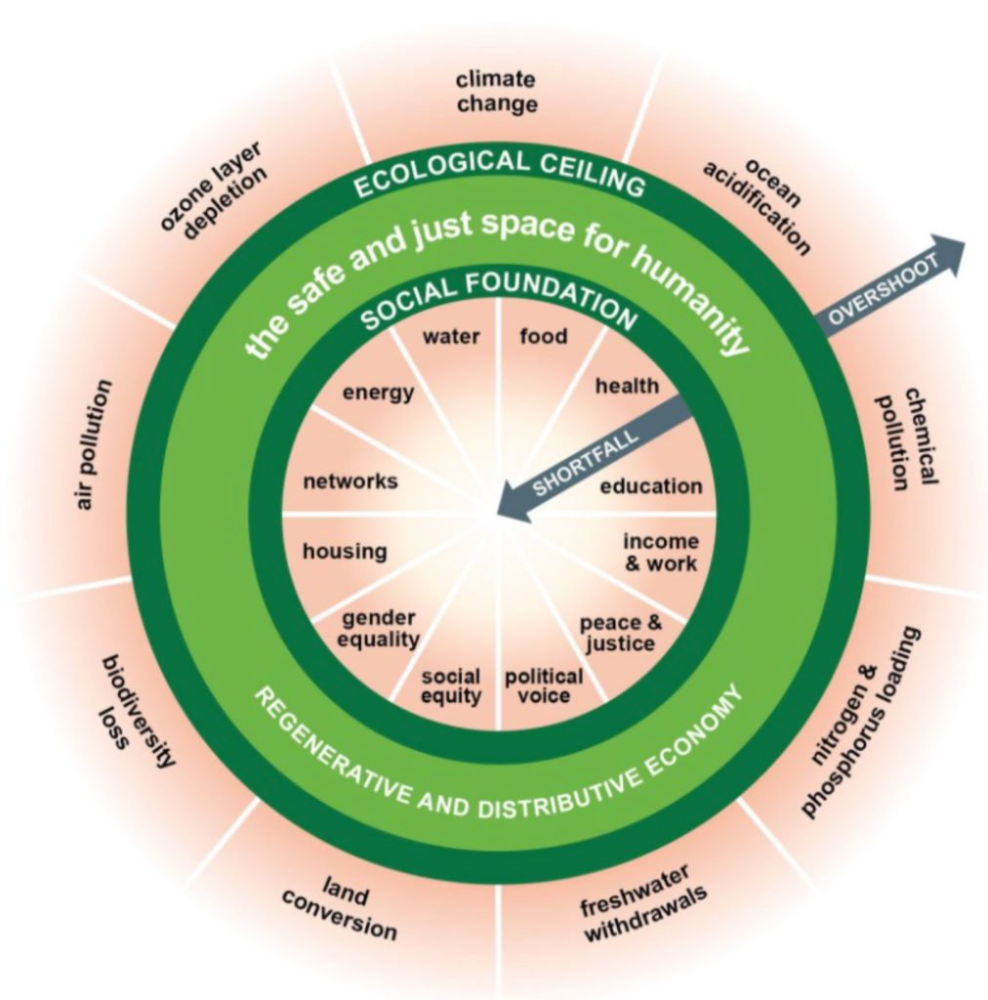 climate
change
ocean
acidification
OVERSHOOT
chemical
pollution
nitrogen &
phosphorus loading
freshwater
withdrawals
land
conversion
biodiversity
loss
air pollution
ozone layer
depletion
ECOLOGICAL CEILING
the safe and just space for humanity
SOCIAL FOUNDATION
water
food
health
SHORTFALL
education
income
& work
peace &
justice
political
voice
social
equity
gender
equality
housing
networks
energy
REGENERATIVE AND DISTRIBUTIVE ECONOMY